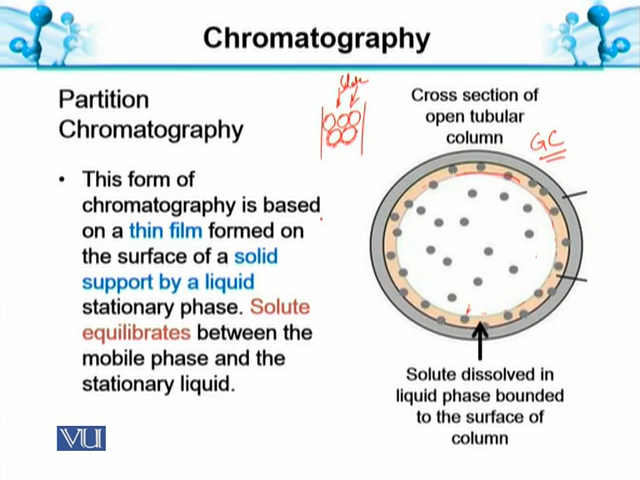 Chromatography
Partition
Chromatography
• This form of
chromatography is based
on a thin film formed on
the surface of a solid
support by a liquid
stationary phase. Solute
equilibrates between the
mobile phase and the
stationary liquid.
Cross section of
open tubular
column
GC
Solute dissolved in
liquid phase bounded
to the surface of
column
VU